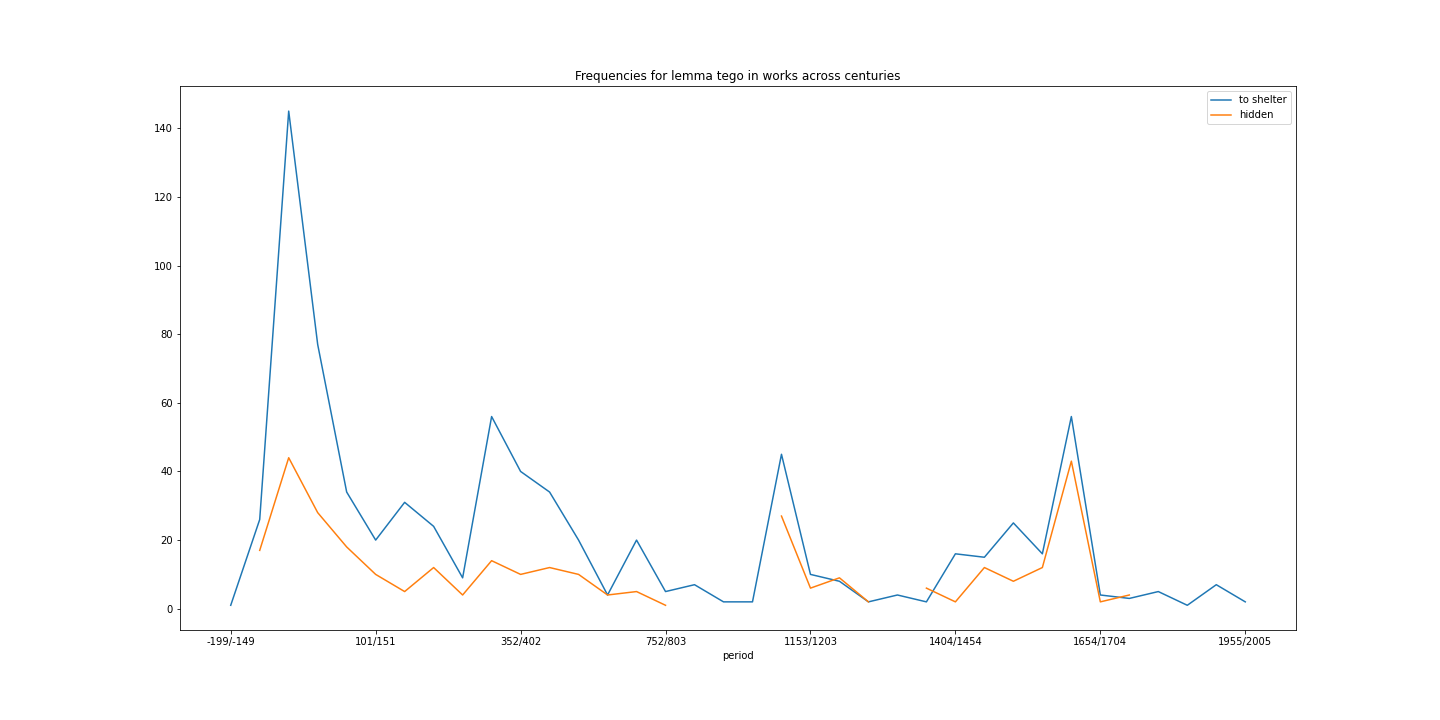 Frequencies for lemma tego in works across centuries
to shelter
hidden
140
120
100
80
60
40
20
0
-199/-149 101/151 352/402 752/803 1153/1203 1404/1454 1654/1704 1955/2005
period